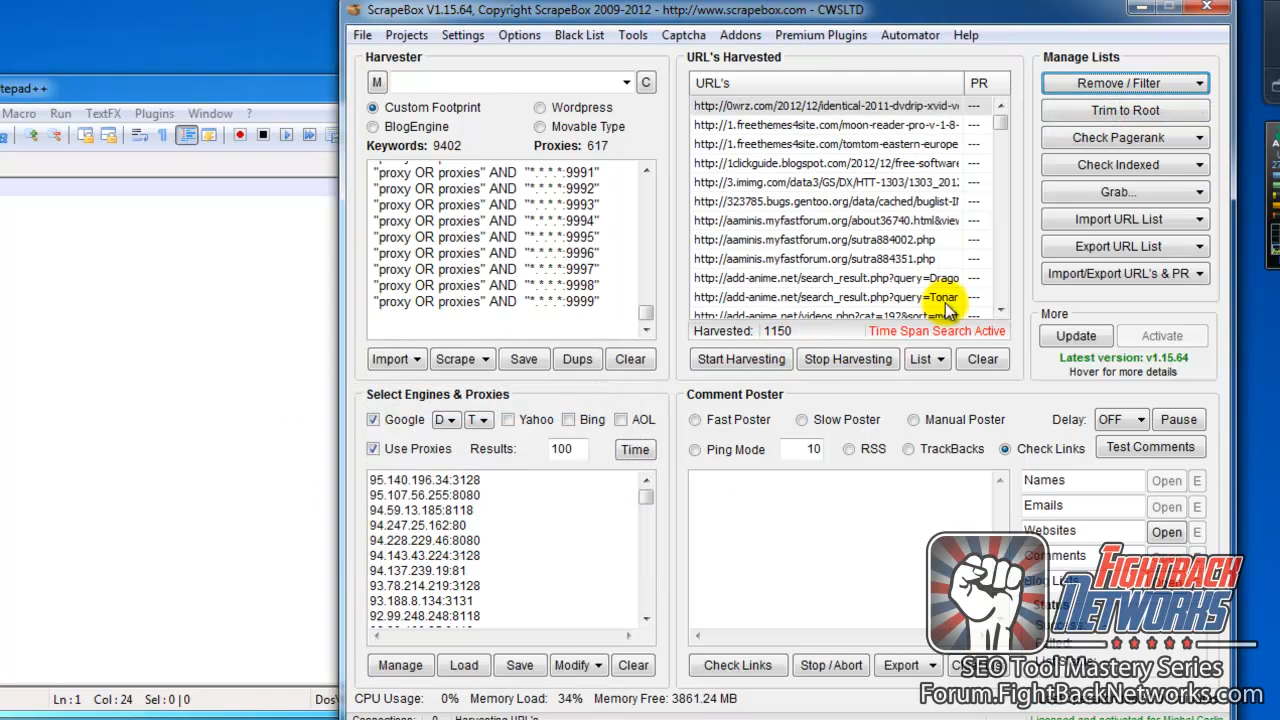 ScrapeBox V1.15.64, Copyright ScrapeBox 2009-2012 - http://www.scrapebox.com - CWSLTD
File Projects Settings Options Black List Tools Captcha Addons Premium Plugins Automator Help
tepad++
Macro Run TextFX Plugins Window ?
Harvester
M C
Custom Footprint Wordpress
BlogEngine Movable Type
Keywords: 9402 Proxies: 617
"proxy OR proxies" AND "*.*.*.*:9991"
"proxy OR proxies" AND "*.*.*.*:9992"
"proxy OR proxies" AND "*.*.*.*:9993"
"proxy OR proxies" AND "*.*.*.*:9994"
"proxy OR proxies" AND "*.*.*.*:9995"
"proxy OR proxies" AND "*.*.*.*:9996"
"proxy OR proxies" AND "*.*.*.*:9997"
"proxy OR proxies" AND "*.*.*.*:9998"
"proxy OR proxies" AND "*.*.*.*:9999"
Import Scrape Save Dups Clear
URL's Harvested
URL's PR
http://0wrz.com/2012/12/identical-2011-dvdrip-xvid-v ---
http://1.freethemes4site.com/moon-reader-pro-v-1-8- ---
http://1.freethemes4site.com/tomtom-eastern-europe ---
http://1clickguide.blogspot.com/2012/12/free-software ---
http://3.imimg.com/data3/GS/DX/HTT-1303/1303_2012 ---
http://323785.bugs.gentoo.org/data/cached/buglist-I ---
http://aaminis.myfastforum.org/about36740.html&view ---
http://aaminis.myfastforum.org/sutra884002.php ---
http://aaminis.myfastforum.org/sutra884351.php ---
http://add-anime.net/search_result.php?query=Drago ---
http://add-anime.net/search_result.php?query=Tonar ---
http://add-anime.net/videos.php?cat=192&sort=most ---
Harvested: 1150 Time Span Search Active
Start Harvesting Stop Harvesting List Clear
Manage Lists
Remove / Filter
Trim to Root
Check Pagerank
Check Indexed
Grab...
Import URL List
Export URL List
Import/Export URL's & PR
More
Update Activate
Latest version: v1.15.64
Hover for more details
Select Engines & Proxies
Google D T Yahoo Bing AOL
Use Proxies Results: 100 Time
95.140.196.34:3128
95.107.56.255:8080
94.59.13.185:8118
94.247.25.162:80
94.228.229.46:8080
94.143.43.224:3128
94.137.239.19:81
93.78.214.219:3128
93.188.8.134:3131
92.99.248.248:8118
Manage Load Save Modify Clear
Comment Poster
Fast Poster Slow Poster Manual Poster Delay: OFF Pause
Ping Mode 10 RSS TrackBacks Check Links Test Comments
Names Open E
Emails Open E
Websites Open E
Comments
Blog Lists
Status
Check Links Stop / Abort Export
FIGHTBACK
NETWORKS
SEO Tool Mastery Series
Forum.FightBackNetworks.com
Ln : 1 Col : 24 Sel : 0 | 0
CPU Usage: 0% Memory Load: 34% Memory Free: 3861.24 MB